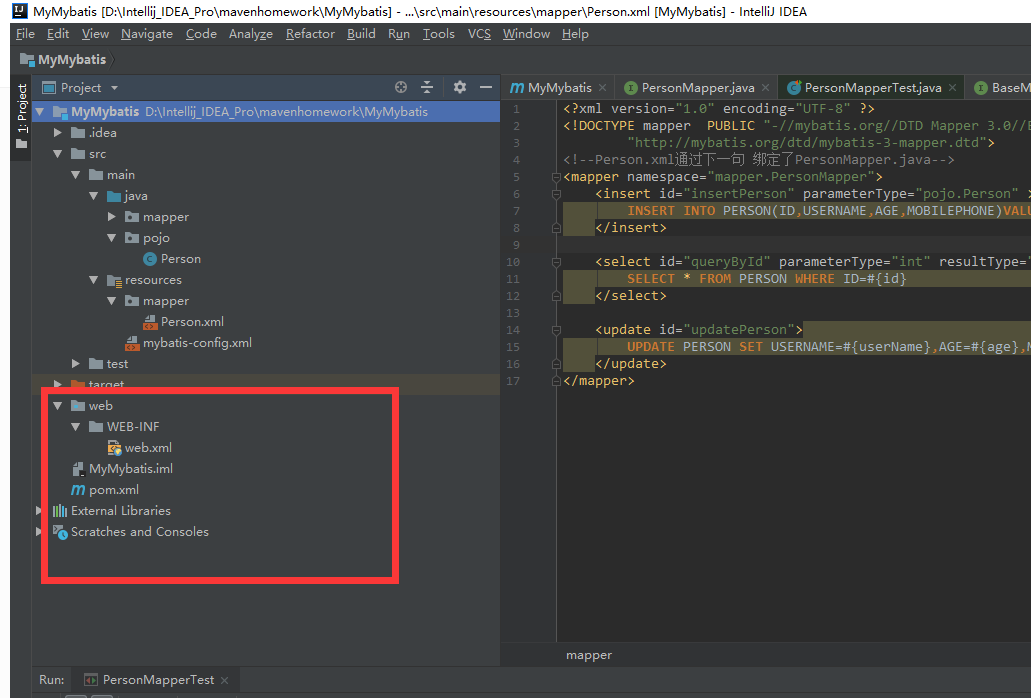 MyMybatis [D:\Intellij_IDEA_Pro\mavenhomework\MyMybatis] - ...\src\main\resources\mapper\Person.xml [MyMybatis] - IntelliJ IDEA
File Edit View Navigate Code Analyze Refactor Build Run Tools VCS Window Help
MyMybatis
1: Project
Project
MyMybatis D:\Intellij_IDEA_Pro\mavenhomework\MyMybatis
.idea
src
main
java
mapper
pojo
Person
resources
mapper
Person.xml
mybatis-config.xml
test
target
web
WEB-INF
web.xml
MyMybatis.iml
pom.xml
External Libraries
Scratches and Consoles
MyMybatis PersonMapper.java PersonMapperTest.java
1 <?xml version="1.0" encoding="UTF-8" ?>
2 <!DOCTYPE mapper PUBLIC "-//mybatis.org//DTD Mapper 3.0//
3 "http://mybatis.org/dtd/mybatis-3-mapper.dtd">
4 <!--Person.xml通过下一句 绑定了PersonMapper.java-->
5 <mapper namespace="mapper.PersonMapper">
6 <insert id="insertPerson" parameterType="pojo.Person" >
7 INSERT INTO PERSON(ID,USERNAME,AGE,MOBILEPHONE)VALU
8 </insert>
9
10 <select id="queryById" parameterType="int" resultType="
11 SELECT * FROM PERSON WHERE ID=#{id}
12 </select>
13
14 <update id="updatePerson">
15 UPDATE PERSON SET USERNAME=#{userName},AGE=#{age},
16 </update>
17 </mapper>
mapper
Run: PersonMapperTest